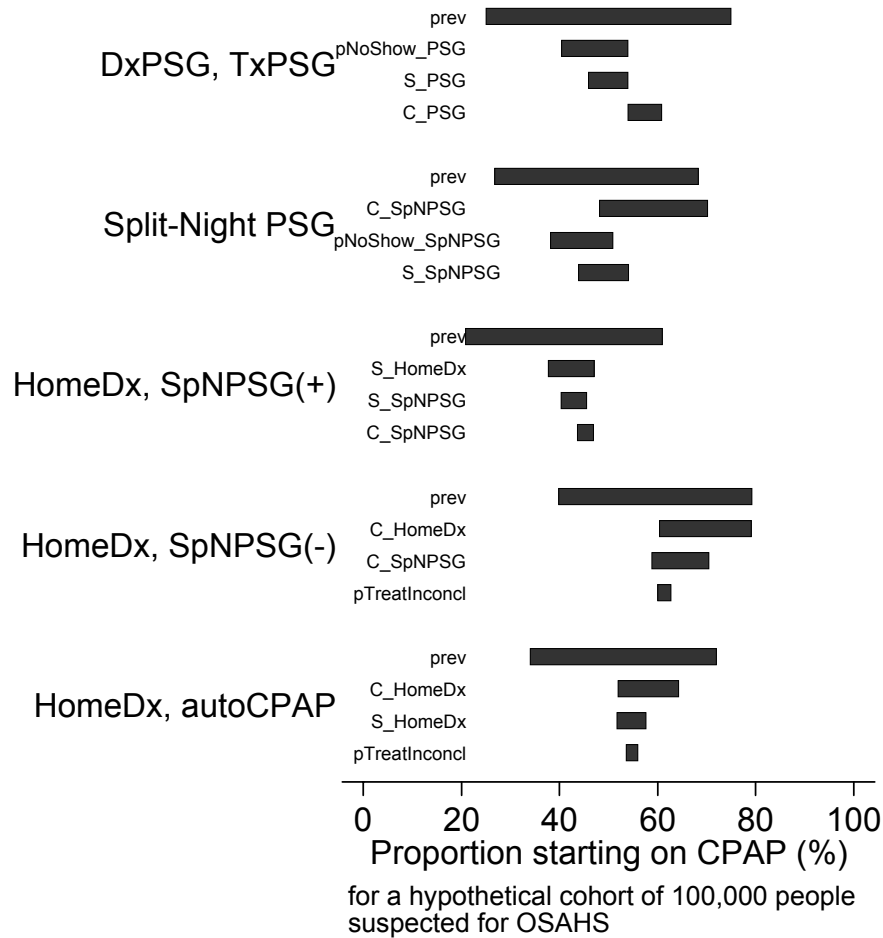 DxPSG, TxPSG
prev
pNoShow_PSG
S_PSG
C_PSG
Split-Night PSG
prev
C_SpNPSG
pNoShow_SpNPSG
S_SpNPSG
HomeDx, SpNPSG(+)
prev
S_HomeDx
S_SpNPSG
C_SpNPSG
HomeDx, SpNPSG(-)
prev
C_HomeDx
C_SpNPSG
pTreatInconcl
HomeDx, autoCPAP
prev
C_HomeDx
S_HomeDx
pTreatInconcl
0 20 40 60 80 100
Proportion starting on CPAP (%)
for a hypothetical cohort of 100,000 people
suspected for OSAHS